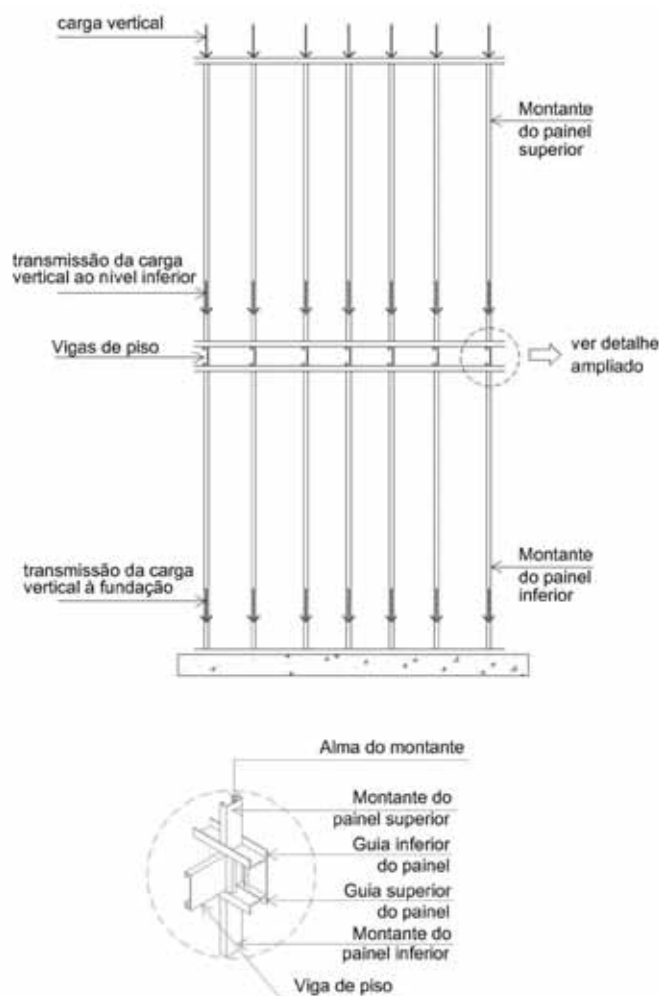 carga vertical
Montante
do painel
superior
transmissão da carga
vertical ao nível inferior
Vigas de piso
ver detalhe
ampliado
transmissão da carga
vertical à fundação
Montante
do painel
inferior
Alma do montante
Montante do
painel superior
Guia inferior
do painel
Guia superior
do painel
Montante do
painel inferior
Viga de piso